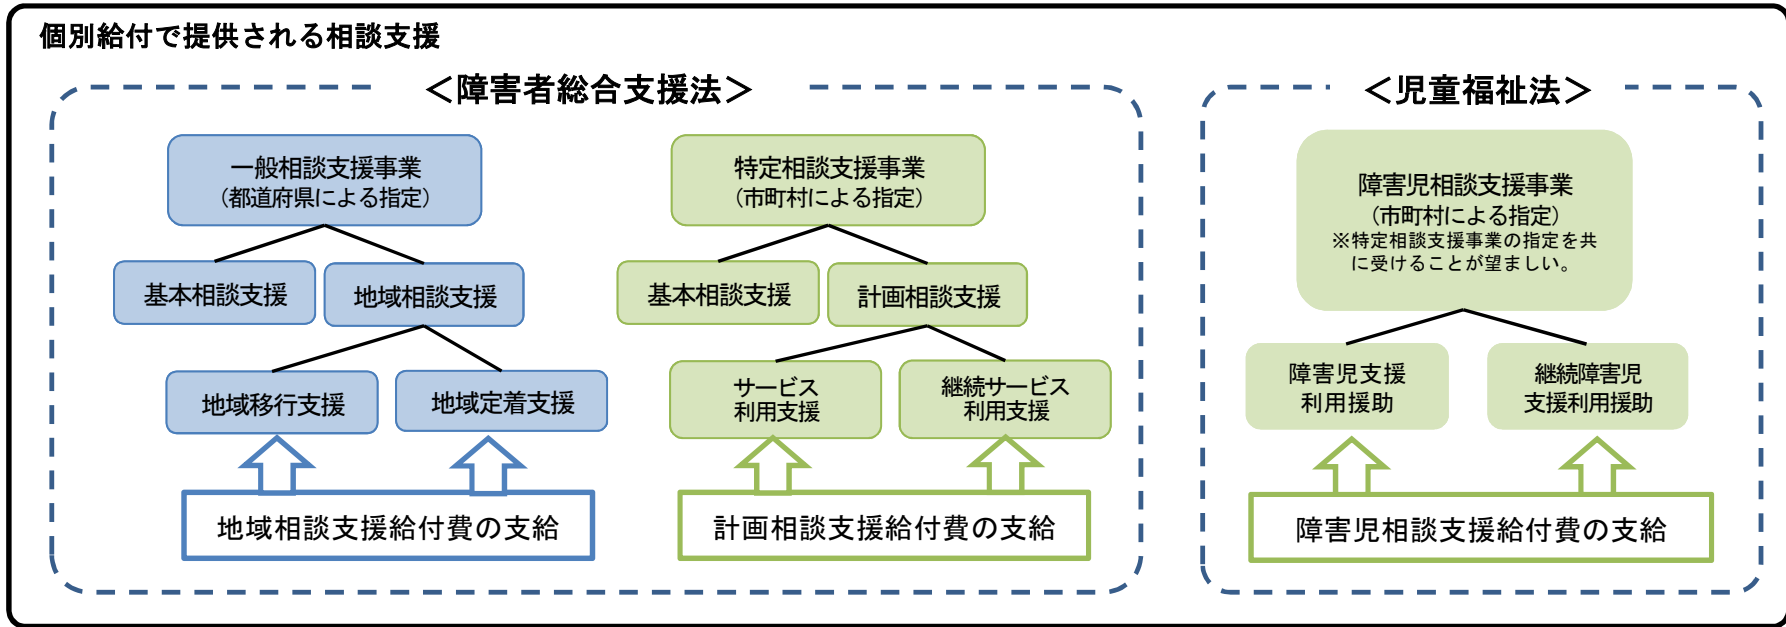 個別給付で提供される相談支援
＜障害者総合支援法＞
一般相談支援事業
（都道府県による指定）
基本相談支援
地域相談支援
地域移行支援
地域定着支援
地域相談支援給付費の支給
特定相談支援事業
（市町村による指定）
基本相談支援
計画相談支援
サービス
利用支援
継続サービス
利用支援
計画相談支援給付費の支給
＜児童福祉法＞
障害児相談支援事業
（市町村による指定）
※特定相談支援事業の指定を共
に受けることが望ましい。
障害児支援
利用援助
継続障害児
支援利用援助
障害児相談支援給付費の支給